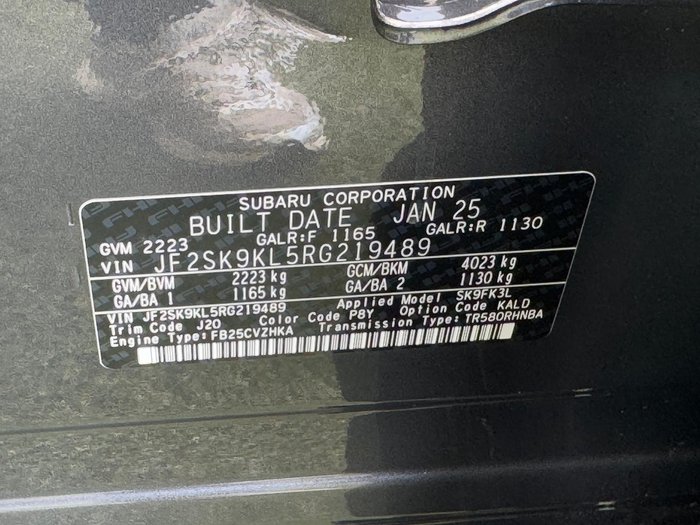 SUBARU CORPORATION
BUILT DATE JAN 25
GVM 2223 GALR:F 1165 GALR:R 1130
VIN JF2SK9KL5RG219489
GVM/BVM 2223 kg GCM/BKM 4023 kg
GA/BA 1 1165 kg GA/BA 2 1130 kg
VIN JF2SK9KL5RG219489 Applied Model SK9FK3L
Trim Code J20 Color Code P8Y Option Code KALD
Engine Type:FB25CVZHKA Transmission Type:TR580RHNBA